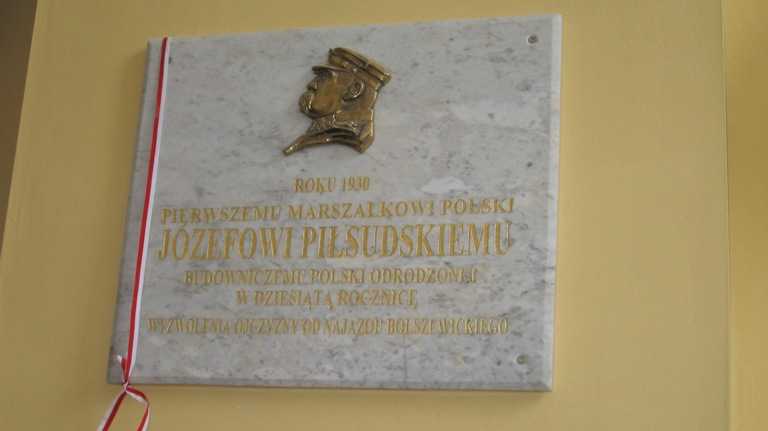 ROKU 1930
PIERWSZEMU MARSZAŁKOWI POLSKI
JÓZEFOWI PIŁSUDSKIEMU
BUDOWNICZEMU POLSKI ODRODZONEJ
W DZIESIĄTĄ ROCZNICĘ
WYZWOLENIA OJCZYZNY OD NAJAZDU BOLSZEWICKIEGO